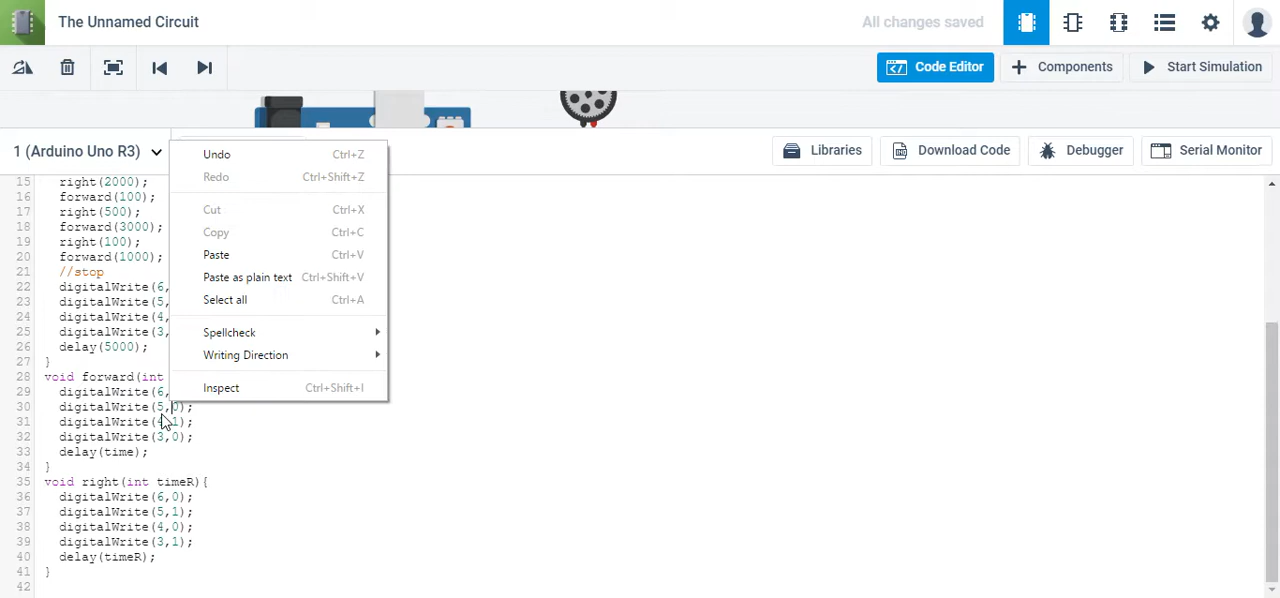 The Unnamed Circuit
All changes saved
Code Editor
Components
Start Simulation
1 (Arduino Uno R3)
Libraries
Download Code
Debugger
Serial Monitor
Undo Ctrl+Z
Redo Ctrl+Shift+Z
Cut Ctrl+X
Copy Ctrl+C
Paste Ctrl+V
Paste as plain text Ctrl+Shift+V
Select all Ctrl+A
Spellcheck
Writing Direction
Inspect Ctrl+Shift+I
15 right(2000);
16 forward(100);
17 right(500);
18 forward(3000);
19 right(100);
20 forward(1000);
21 //stop
22 digitalWrite(6,
23 digitalWrite(5,
24 digitalWrite(4,
25 digitalWrite(3,
26 delay(5000);
27 }
28 void forward(int
29 digitalWrite(6,
30 digitalWrite(5,0);
31 digitalWrite(4,1);
32 digitalWrite(3,0);
33 delay(time);
34 }
35 void right(int timeR){
36 digitalWrite(6,0);
37 digitalWrite(5,1);
38 digitalWrite(4,0);
39 digitalWrite(3,1);
40 delay(timeR);
41 }
42